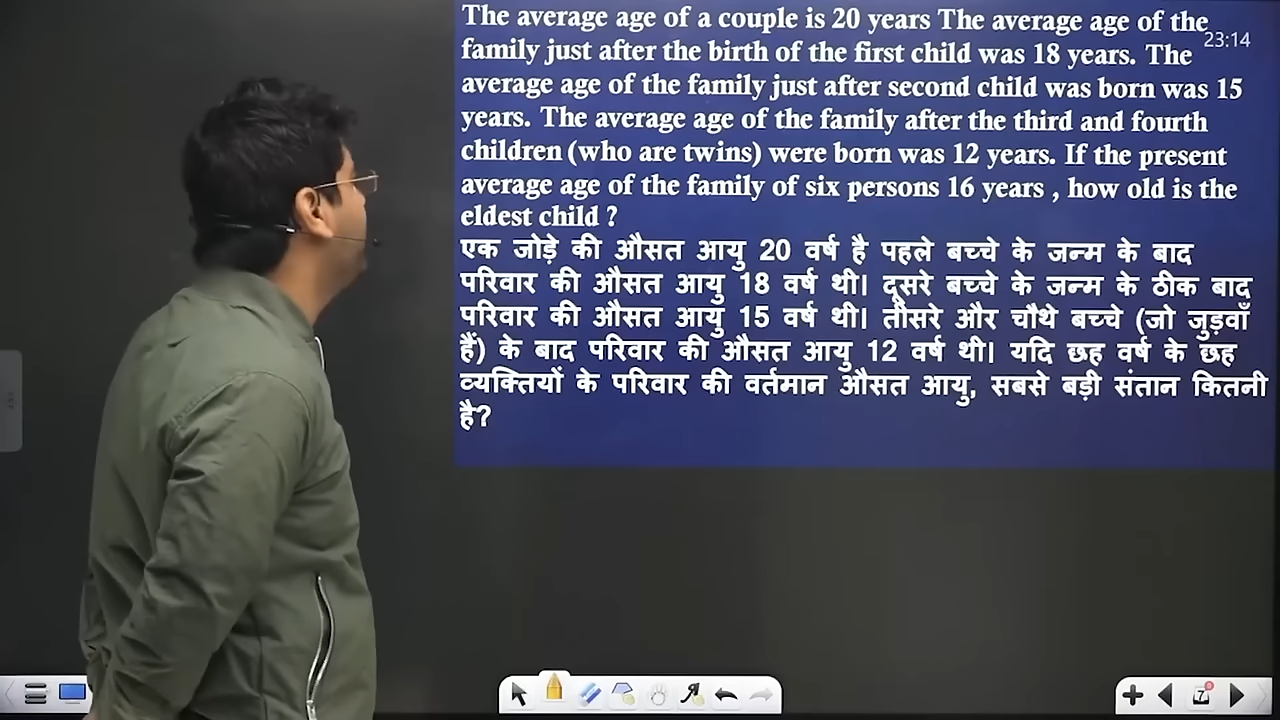 The average age of a couple is 20 years The average age of the
23:14
family just after the birth of the first child was 18 years. The
average age of the family just after second child was born was 15
years. The average age of the family after the third and fourth
children (who are twins) were born was 12 years. If the present
average age of the family of six persons 16 years , how old is the
eldest child ?
एक जोड़े की औसत आयु 20 वर्ष है पहले बच्चे के जन्म के बाद
परिवार की औसत आयु 18 वर्ष थी। दूसरे बच्चे के जन्म के ठीक बाद
परिवार की औसत आयु 15 वर्ष थी। तीसरे और चौथे बच्चे (जो जुड़वाँ
हैं) के बाद परिवार की औसत आयु 12 वर्ष थी। यदि छह वर्ष के छह
व्यक्तियों के परिवार की वर्तमान औसत आयु, सबसे बड़ी संतान कितनी
है?
7